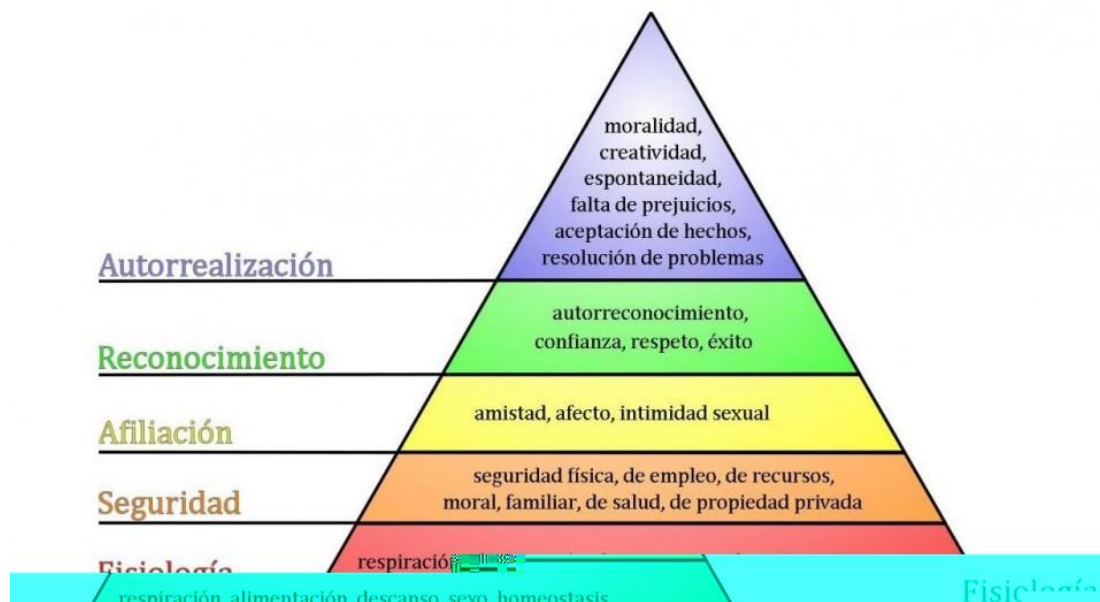 moralidad,
creatividad,
espontaneidad,
falta de prejuicios,
aceptación de hechos,
resolución de problemas
Autorrealización
autorreconocimiento,
confianza, respeto, éxito
Reconocimiento
amistad, afecto, intimidad sexual
Afiliación
seguridad física, de empleo, de recursos,
moral, familiar, de salud, de propiedad privada
Seguridad
Fisiología
respiración, alimentación, descanso, sexo, homeostasis
Fisiología